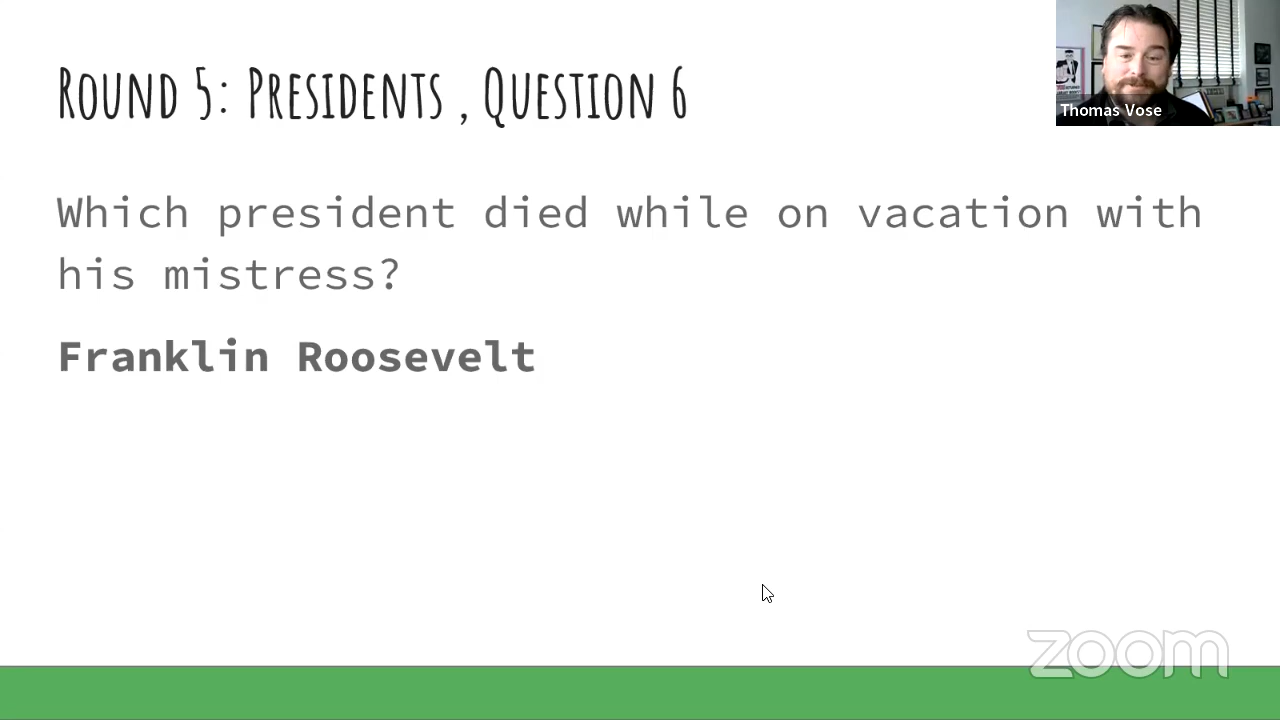 Round 5: Presidents , Question 6
Thomas Vose
Which president died while on vacation with
his mistress?
Franklin Roosevelt
zoom